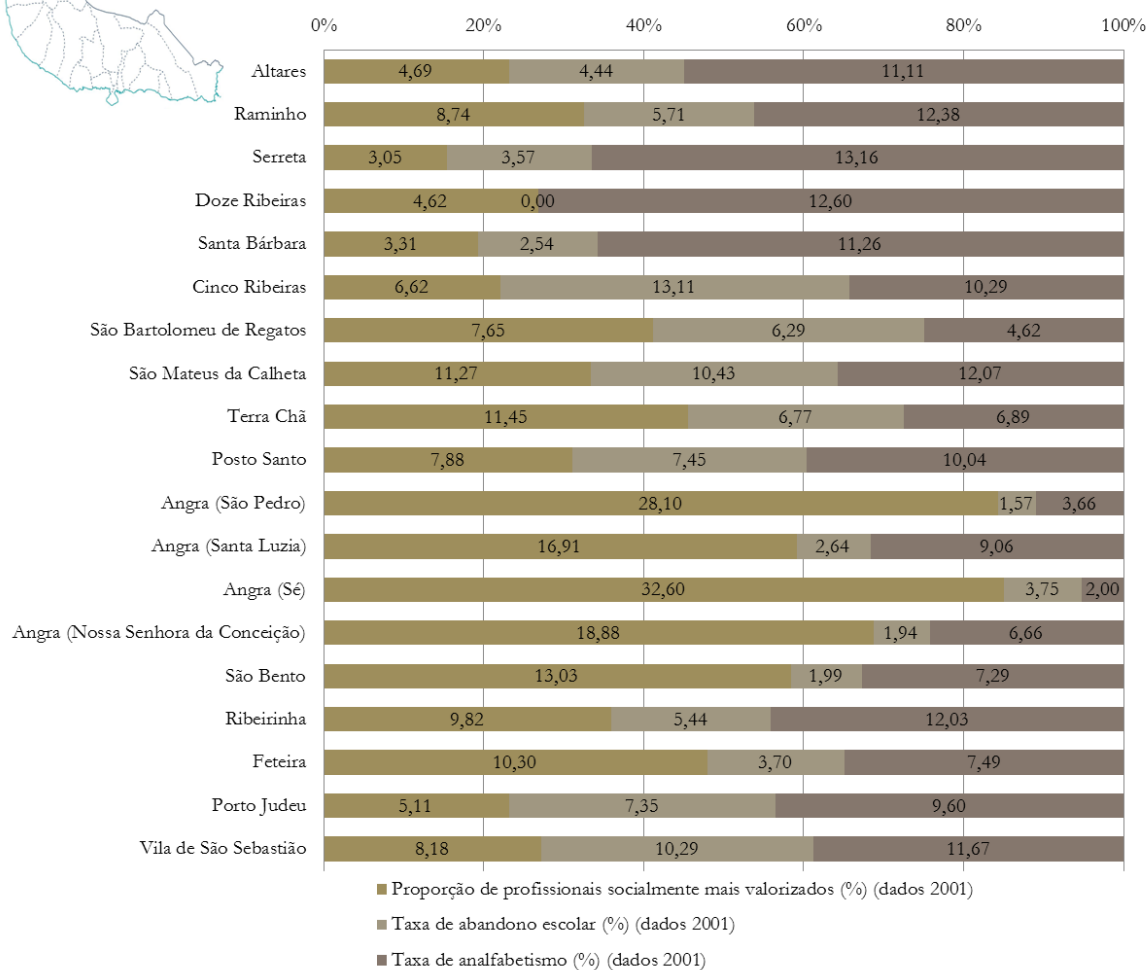 0% 20% 40% 60% 80% 100%
Altares 4,69 4,44 11,11
Raminho 8,74 5,71 12,38
Serreta 3,05 3,57 13,16
Doze Ribeiras 4,62 0,00 12,60
Santa Bárbara 3,31 2,54 11,26
Cinco Ribeiras 6,62 13,11 10,29
São Bartolomeu de Regatos 7,65 6,29 4,62
São Mateus da Calheta 11,27 10,43 12,07
Terra Chã 11,45 6,77 6,89
Posto Santo 7,88 7,45 10,04
Angra (São Pedro) 28,10 1,57 3,66
Angra (Santa Luzia) 16,91 2,64 9,06
Angra (Sé) 32,60 3,75 2,00
Angra (Nossa Senhora da Conceição) 18,88 1,94 6,66
São Bento 13,03 1,99 7,29
Ribeirinha 9,82 5,44 12,03
Feteira 10,30 3,70 7,49
Porto Judeu 5,11 7,35 9,60
Vila de São Sebastião 8,18 10,29 11,67
Proporção de profissionais socialmente mais valorizados (%) (dados 2001)
Taxa de abandono escolar (%) (dados 2001)
Taxa de analfabetismo (%) (dados 2001)